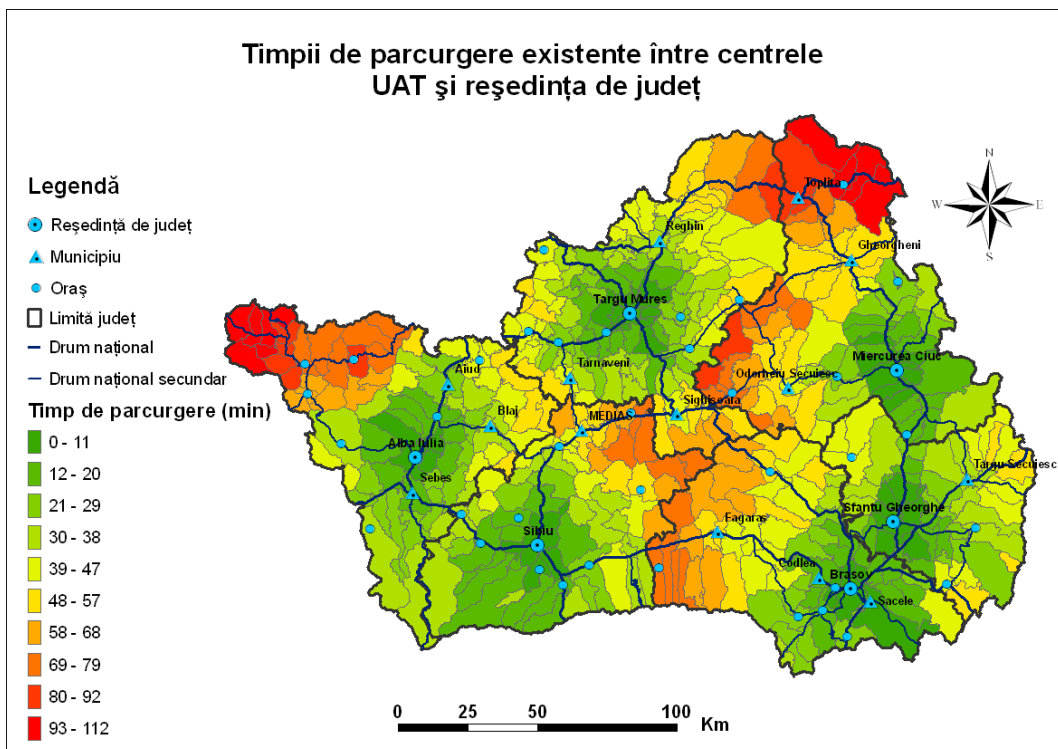 Timpii de parcurgere existente între centrele
UAT şi reşedinţa de judeţ
Legendă
Reşedinţă de judeţ
Municipiu
Oraş
Limită judeţ
Drum naţional
Drum naţional secundar
Timp de parcurgere (min)
0 - 11
12 - 20
21 - 29
30 - 38
39 - 47
48 - 57
58 - 68
69 - 79
80 - 92
93 - 112
N
W E
S
Toplita
Reghin
Gheorgheni
Targu Mures
Miercurea Ciuc
Aiud
Tarnaveni
Odorheiu Secuiesc
Sighisoara
Blaj
MEDIAS
Alba Iulia
Targu Secuiesc
Sebes
Sfantu Gheorghe
Sibiu
Fagaras
Codlea
Brasov
Sacele
0 25 50 100
Km